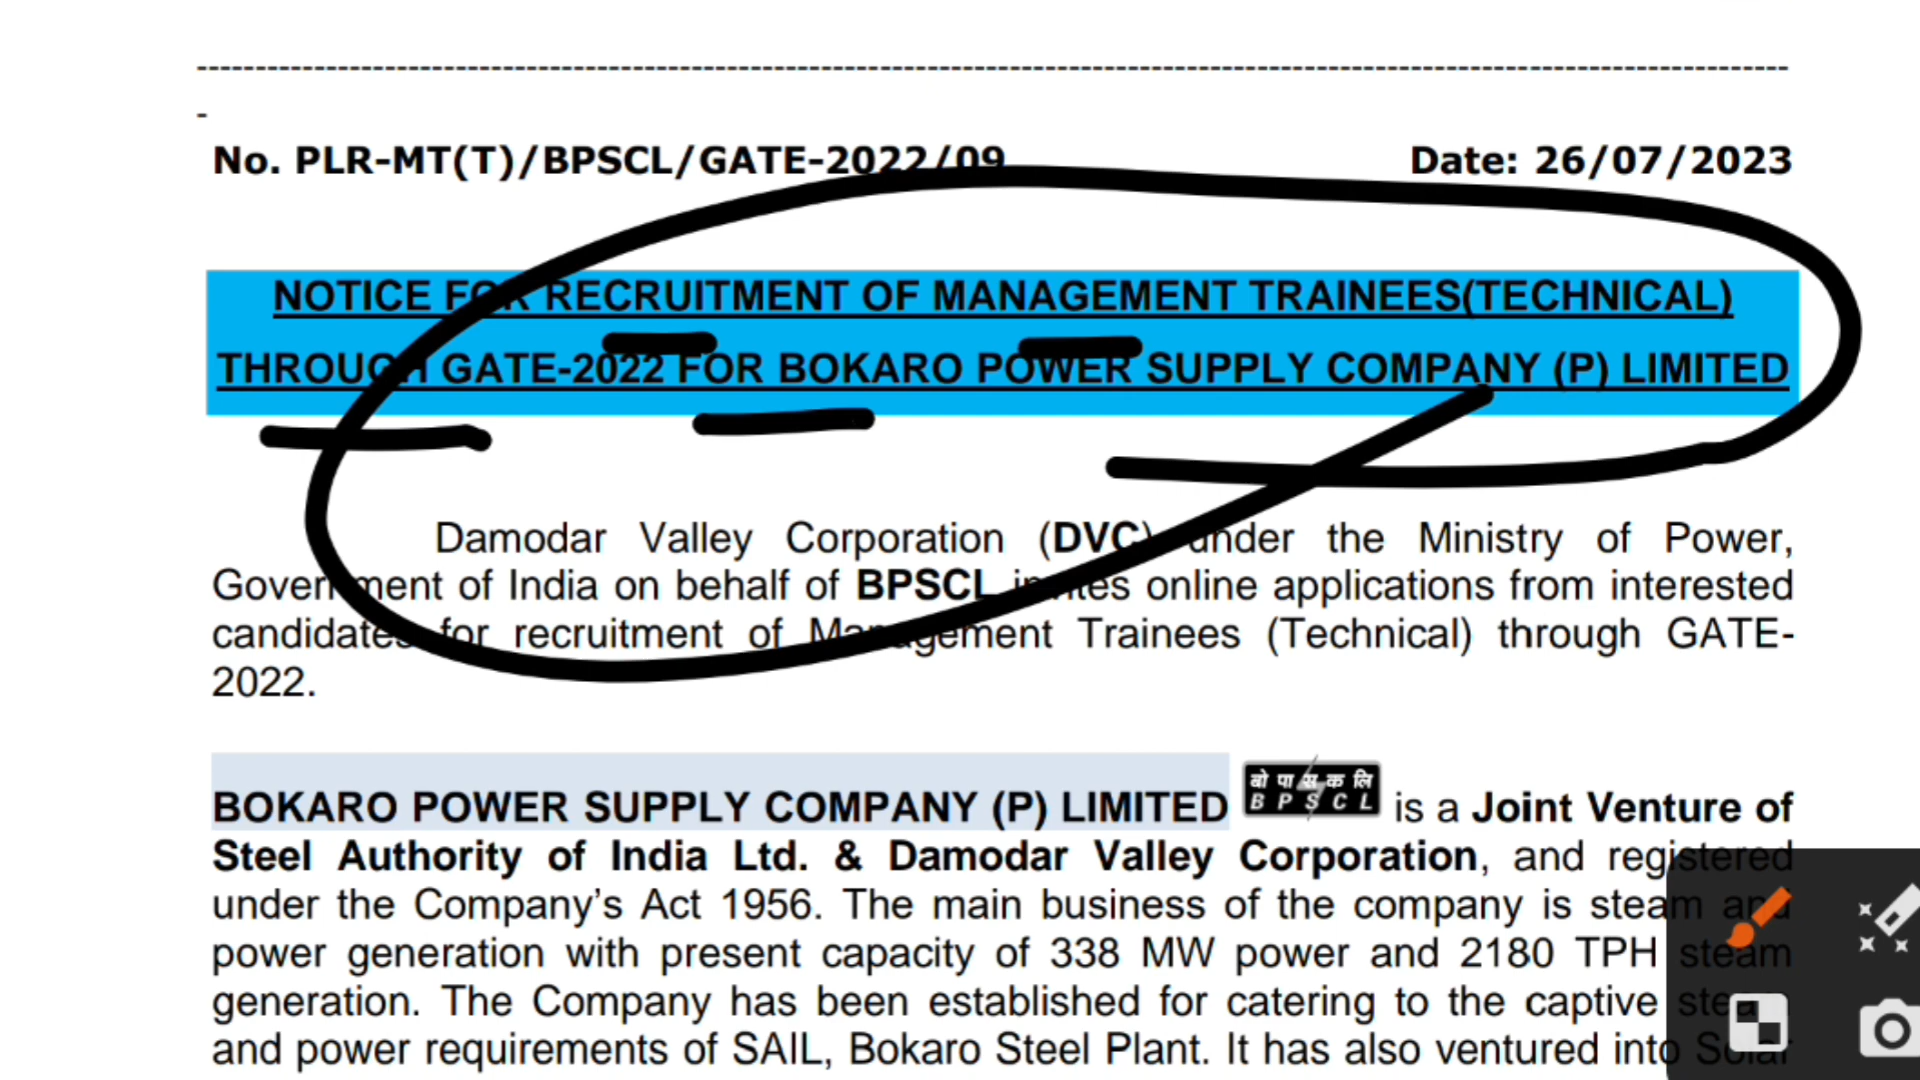 --------------------------------------------------------------------------------------------------------------------------------------------
-
No. PLR-MT(T)/BPSCL/GATE-2022/09 Date: 26/07/2023
NOTICE FOR RECRUITMENT OF MANAGEMENT TRAINEES(TECHNICAL)
THROUGH GATE-2022 FOR BOKARO POWER SUPPLY COMPANY (P) LIMITED
Damodar Valley Corporation (DVC) under the Ministry of Power,
Government of India on behalf of BPSCL invites online applications from interested
candidates for recruitment of Management Trainees (Technical) through GATE-
2022.
BOKARO POWER SUPPLY COMPANY (P) LIMITED बो पा स क लि BPSCL is a Joint Venture of
Steel Authority of India Ltd. & Damodar Valley Corporation, and registered
under the Company’s Act 1956. The main business of the company is steam and
power generation with present capacity of 338 MW power and 2180 TPH steam
generation. The Company has been established for catering to the captive steam
and power requirements of SAIL, Bokaro Steel Plant. It has also ventured into Solar